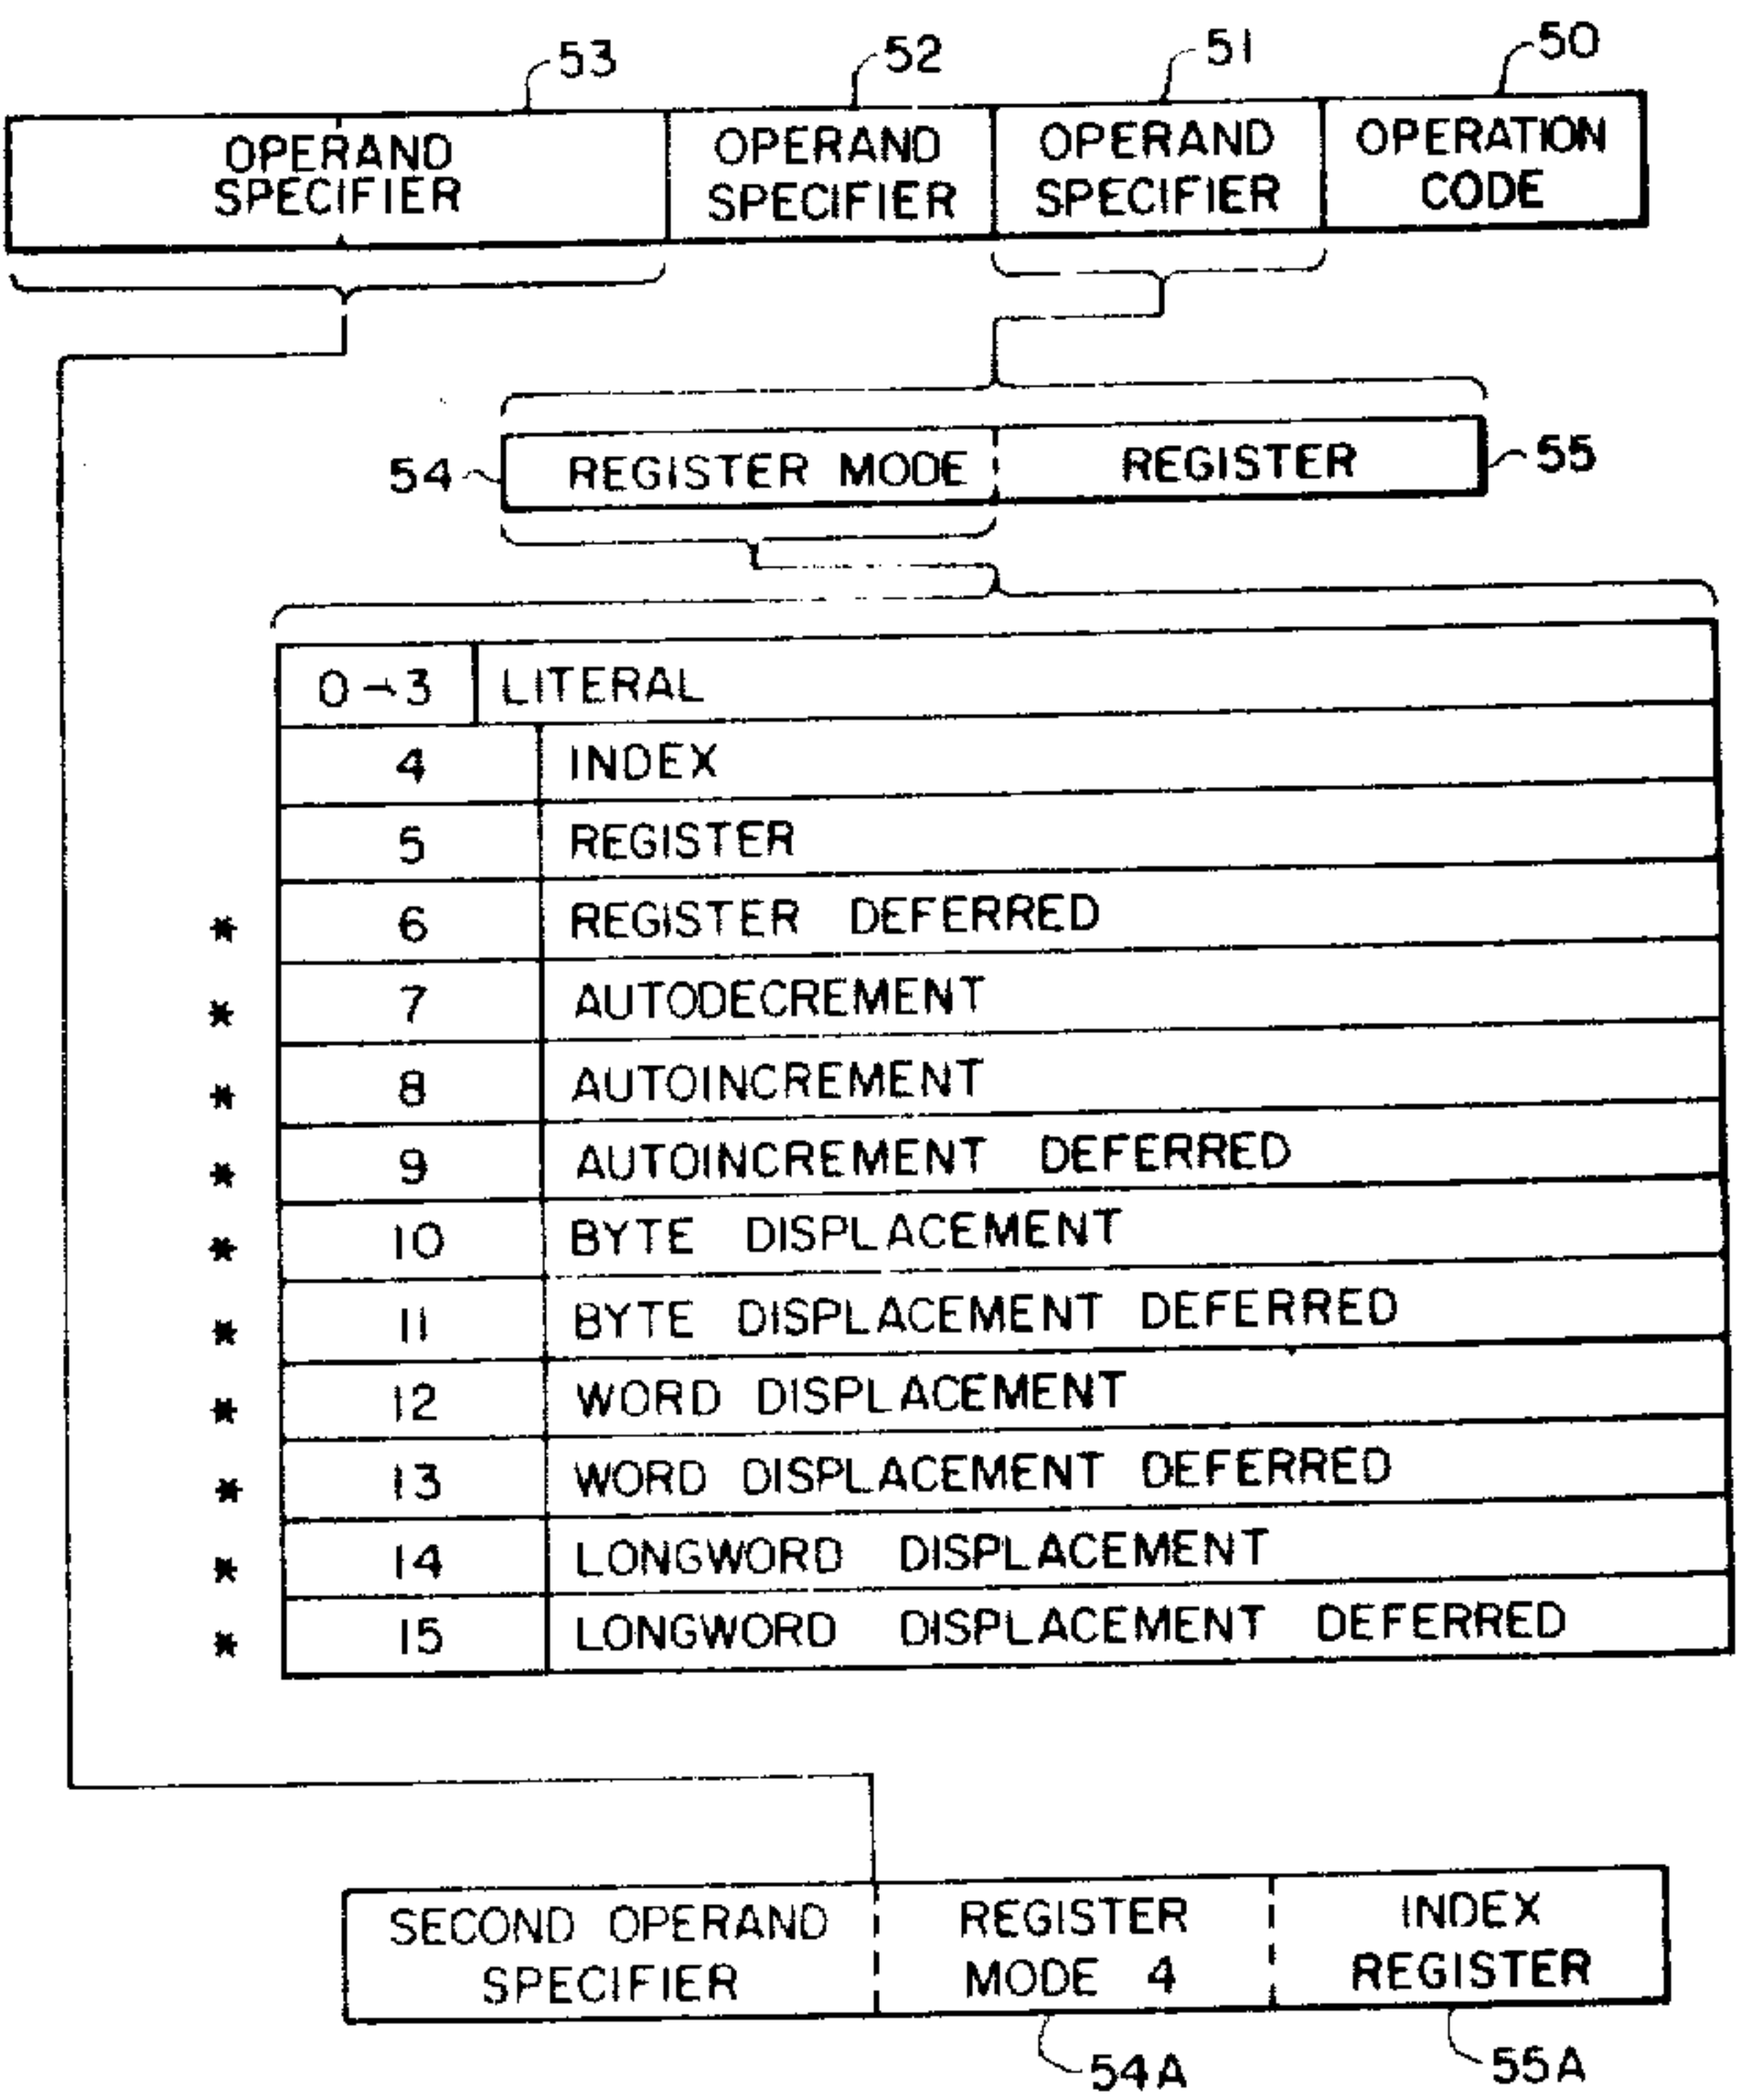 53 52 51 50
OPERAND SPECIFIER
OPERAND SPECIFIER
OPERAND SPECIFIER
OPERATION CODE
54 REGISTER MODE REGISTER 55
0→3 LITERAL
4 INDEX
5 REGISTER
* 6 REGISTER DEFERRED
* 7 AUTODECREMENT
* 8 AUTOINCREMENT
* 9 AUTOINCREMENT DEFERRED
* 10 BYTE DISPLACEMENT
* 11 BYTE DISPLACEMENT DEFERRED
* 12 WORD DISPLACEMENT
* 13 WORD DISPLACEMENT DEFERRED
* 14 LONGWORD DISPLACEMENT
* 15 LONGWORD DISPLACEMENT DEFERRED
SECOND OPERAND
SPECIFIER
REGISTER
MODE 4
INDEX
REGISTER
54A 55A